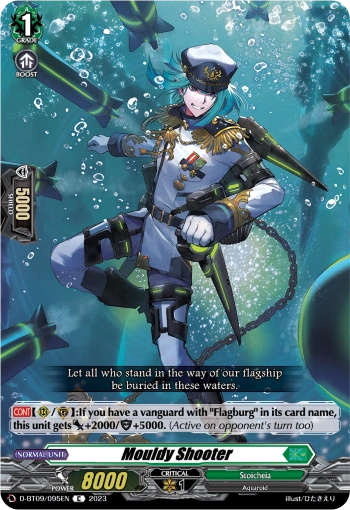 1
GRADE
BOOST
5000
SHIELD
Let all who stand in the way of our flagship
be buried in these waters.
CONT【 / 】:If you have a vanguard with "Flagburg" in its card name,
this unit gets +2000/ +5000. (Active on opponent's turn too)
NORMAL UNIT
Mouldy Shooter
POWER 8000
CRITICAL
1
Stoicheia
Aquaroid
D-BT09/095EN C 2023
illust/ひたきえり